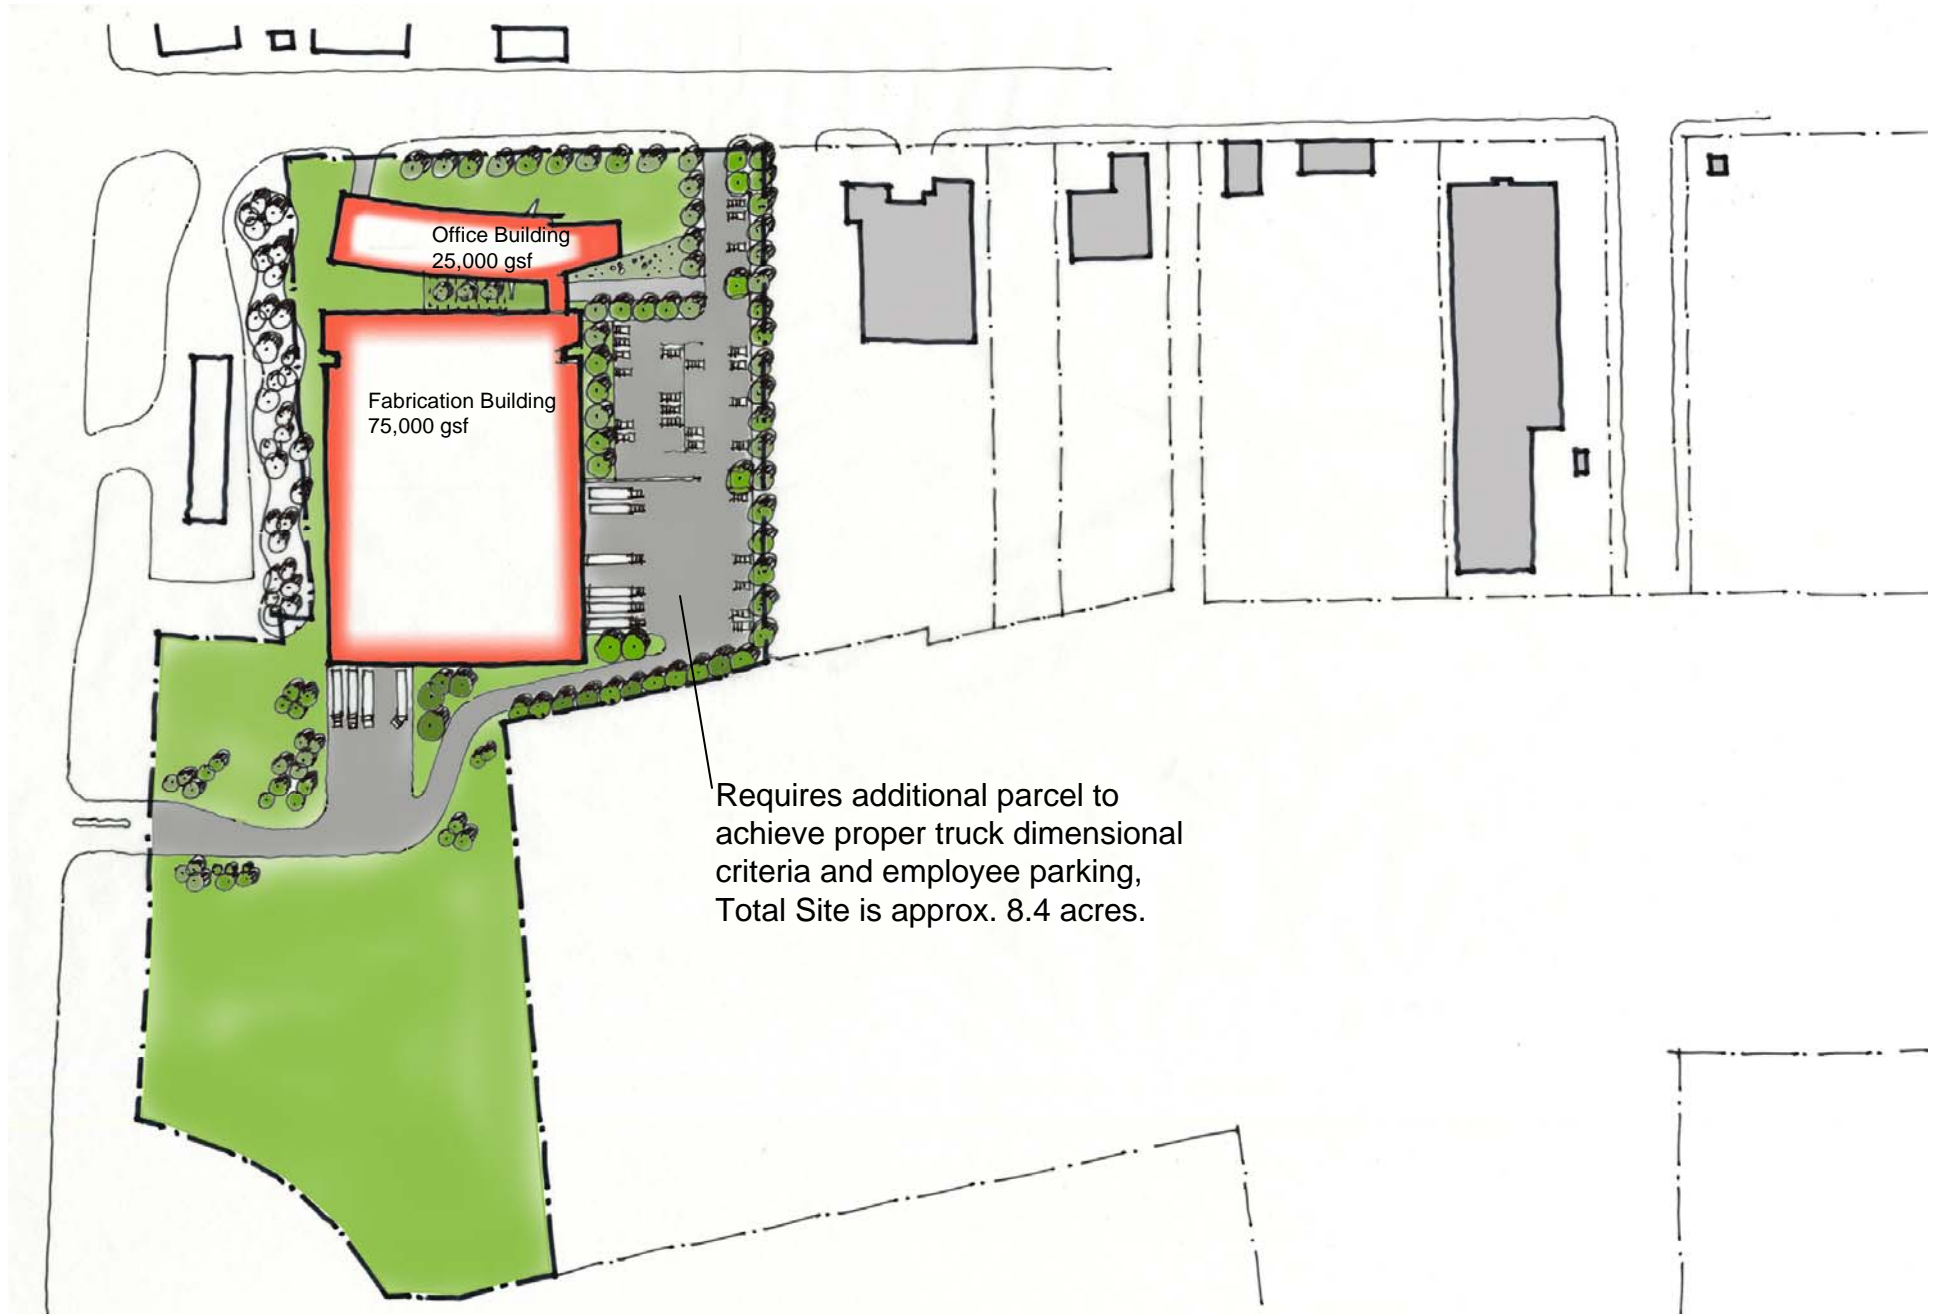 Office Building
25,000 gsf
Fabrication Building
75,000 gsf
Requires additional parcel to
achieve proper truck dimensional
criteria and employee parking,
Total Site is approx. 8.4 acres.